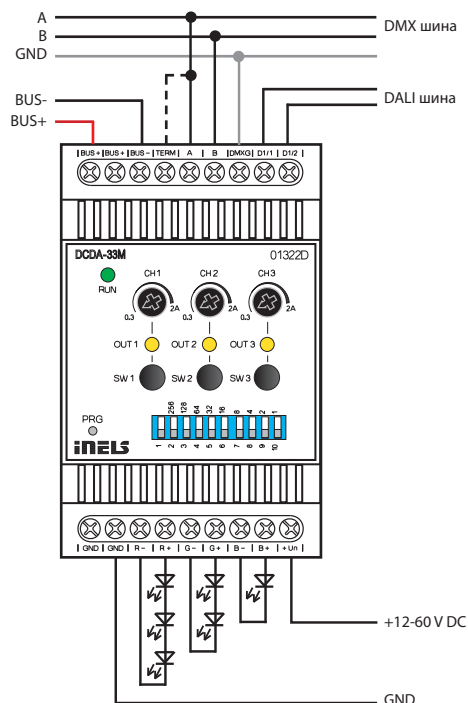 A
B
DMX шина
GND
DALI шина
BUS-
BUS+
BUS+ BUS+ BUS- TERM A B DMXG D1/1 D1/2
DCDA-33M 01322D
RUN
CH1 CH2 CH3
0.3 2A 0.3 2A 0.3 2A
OUT 1 OUT 2 OUT 3
SW 1 SW 2 SW 3
PRG
256 128 64 32 16 8 4 2 1
1 2 3 4 5 6 7 8 9 10
iNELS
GND GND R- R+ G- G+ B- B+ +Un
+12-60 V DC
GND